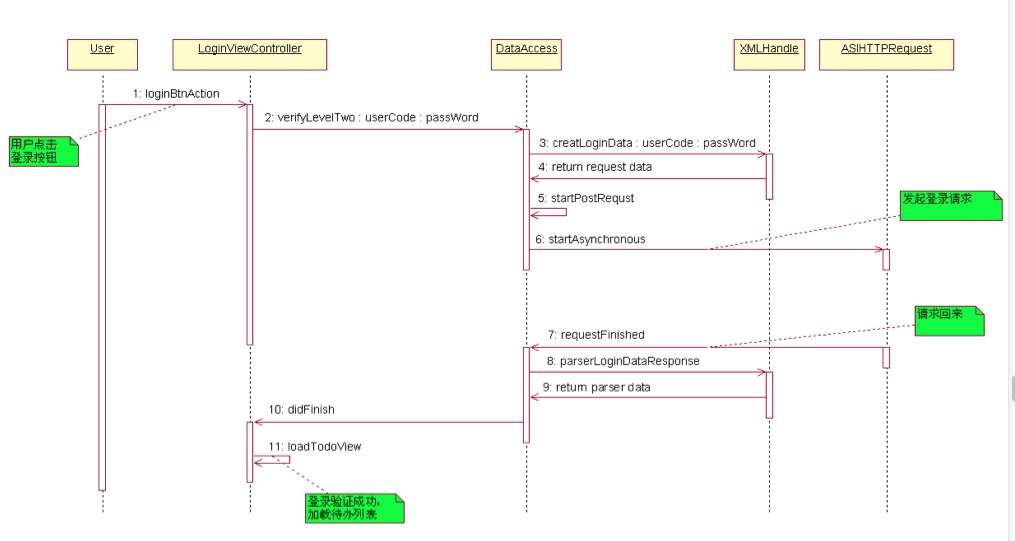 User
LoginViewController
DataAccess
XMLHandle
ASIHTTPRequest
1: loginBtnAction
用户点击
登录按钮
2: verifyLevelTwo : userCode : passWord
3: creatLoginData : userCode : passWord
4: return request data
5: startPostRequst
发起登录请求
6: startAsynchronous
请求回来
7: requestFinished
8: parserLoginDataResponse
9: return parser data
10: didFinish
11: loadTodoView
登录验证成功，
加载待办列表